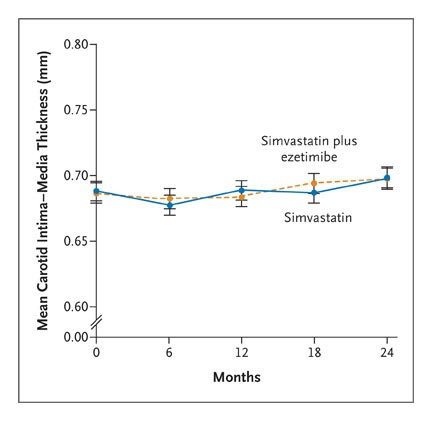 Mean Carotid Intima–Media Thickness (mm)
0.80
0.75
0.70
0.65
0.60
0.00
Simvastatin plus
ezetimibe
Simvastatin
0
6
12
18
24
Months